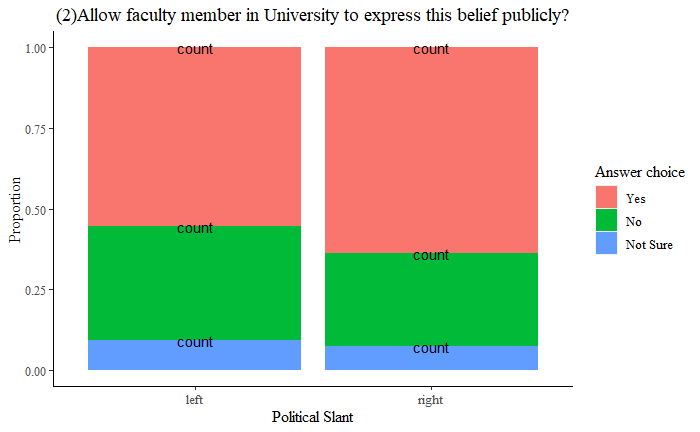 (2)Allow faculty member in University to express this belief publicly?
1.00
0.75
0.50
0.25
0.00
Proportion
count
count
count
count
count
count
left
right
Political Slant
Answer choice
Yes
No
Not Sure